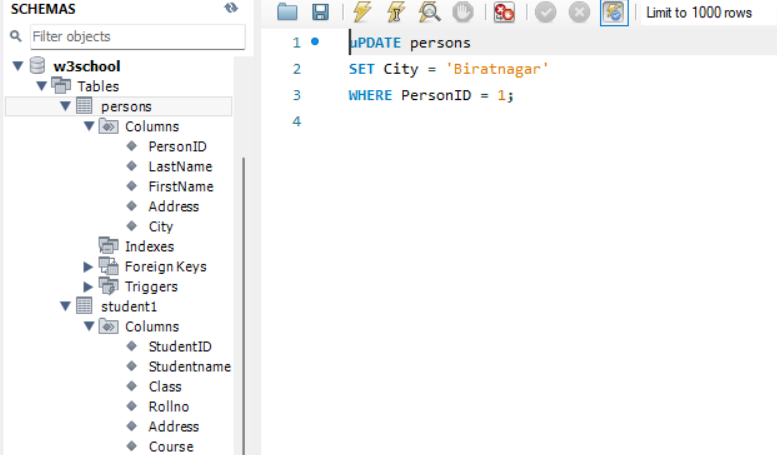 SCHEMAS
Filter objects
w3school
Tables
persons
Columns
PersonID
LastName
FirstName
Address
City
Indexes
Foreign Keys
Triggers
student1
Columns
StudentID
Studentname
Class
Rollno
Address
Course
Limit to 1000 rows
1 uPDATE persons
2 SET City = 'Biratnagar'
3 WHERE PersonID = 1;
4